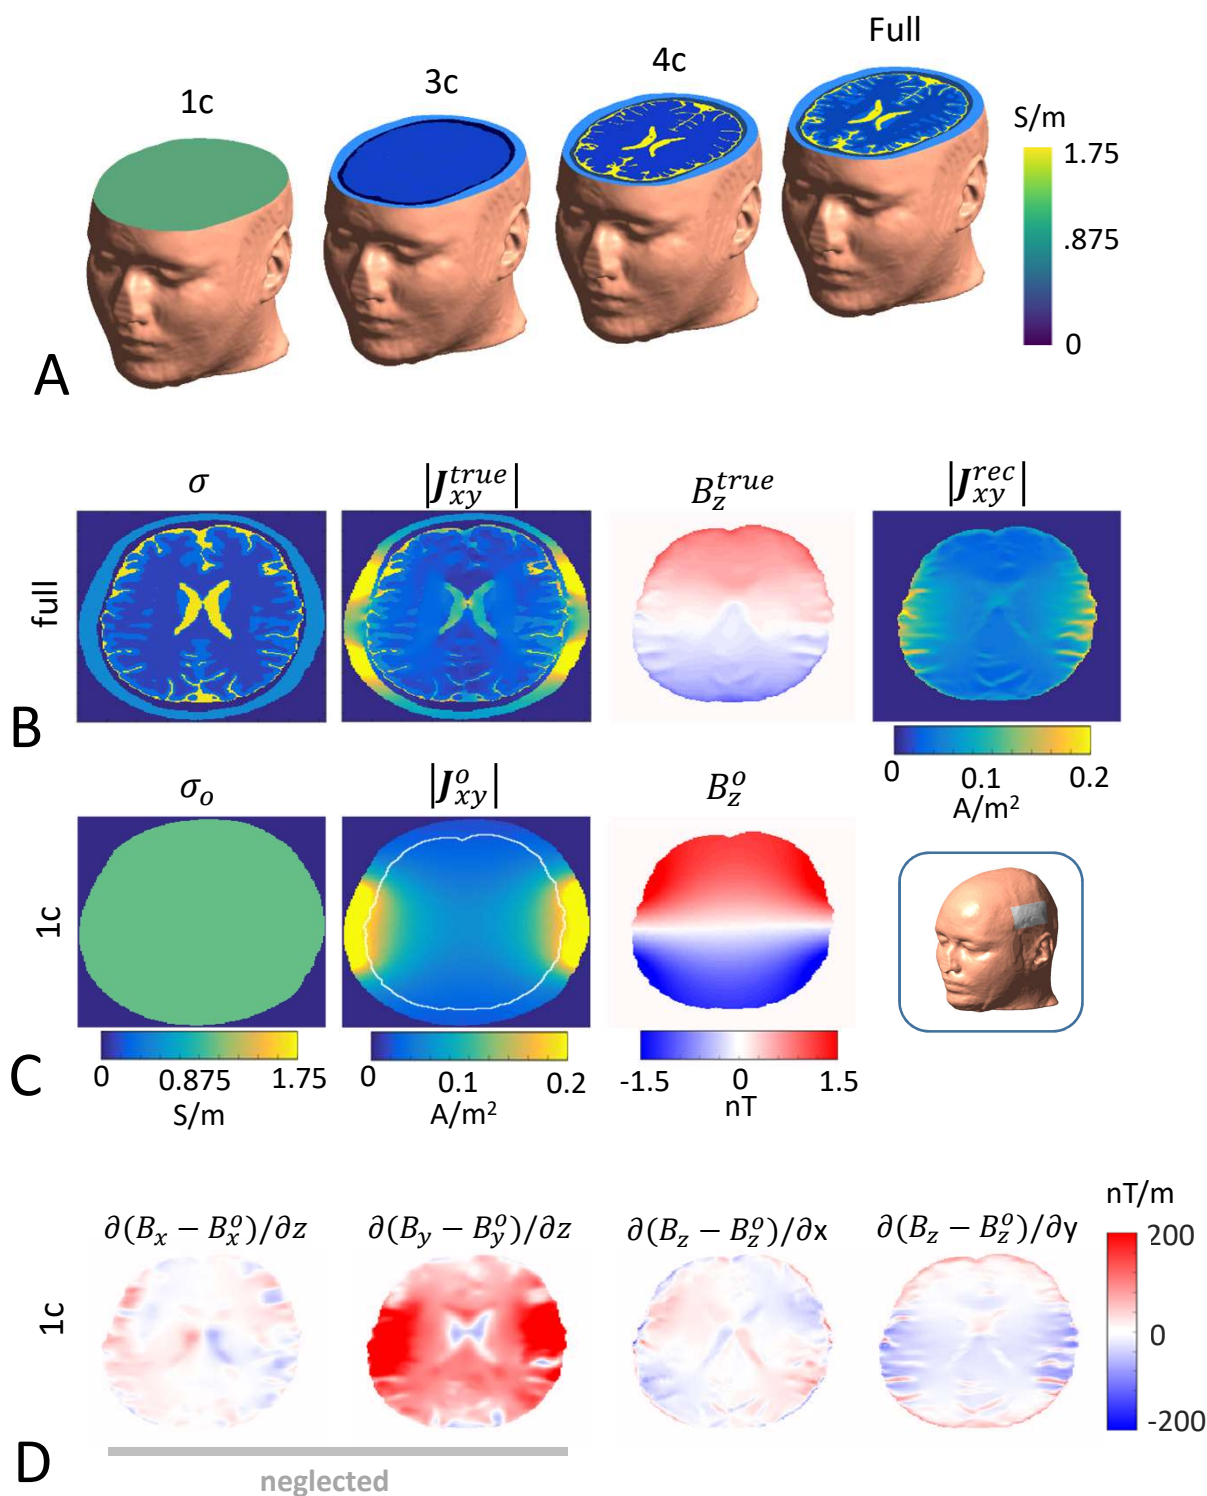 1c
3c
4c
Full
S/m
1.75
.875
0
A
σ
|J_xy^true|
B_z^true
|J_xy^rec|
full
B
0 0.1 0.2
A/m²
σ_o
|J_xy^o|
B_z^o
1c
C
0 0.875 1.75
S/m
0 0.1 0.2
A/m²
-1.5 0 1.5
nT
nT/m
∂(B_x − B_x^o)/∂z
∂(B_y − B_y^o)/∂z
∂(B_z − B_z^o)/∂x
∂(B_z − B_z^o)/∂y
1c
200
0
-200
D
neglected